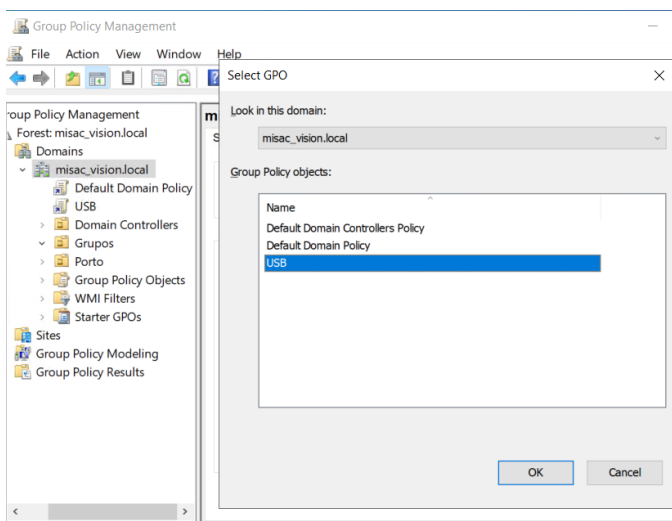 Group Policy Management
File Action View Window Help
roup Policy Management
Forest: misac_vision.local
Domains
misac_vision.local
Default Domain Policy
USB
Domain Controllers
Grupos
Porto
Group Policy Objects
WMI Filters
Starter GPOs
Sites
Group Policy Modeling
Group Policy Results
m
S
Select GPO
Look in this domain:
misac_vision.local
Group Policy objects:
Name
Default Domain Controllers Policy
Default Domain Policy
USB
OK Cancel